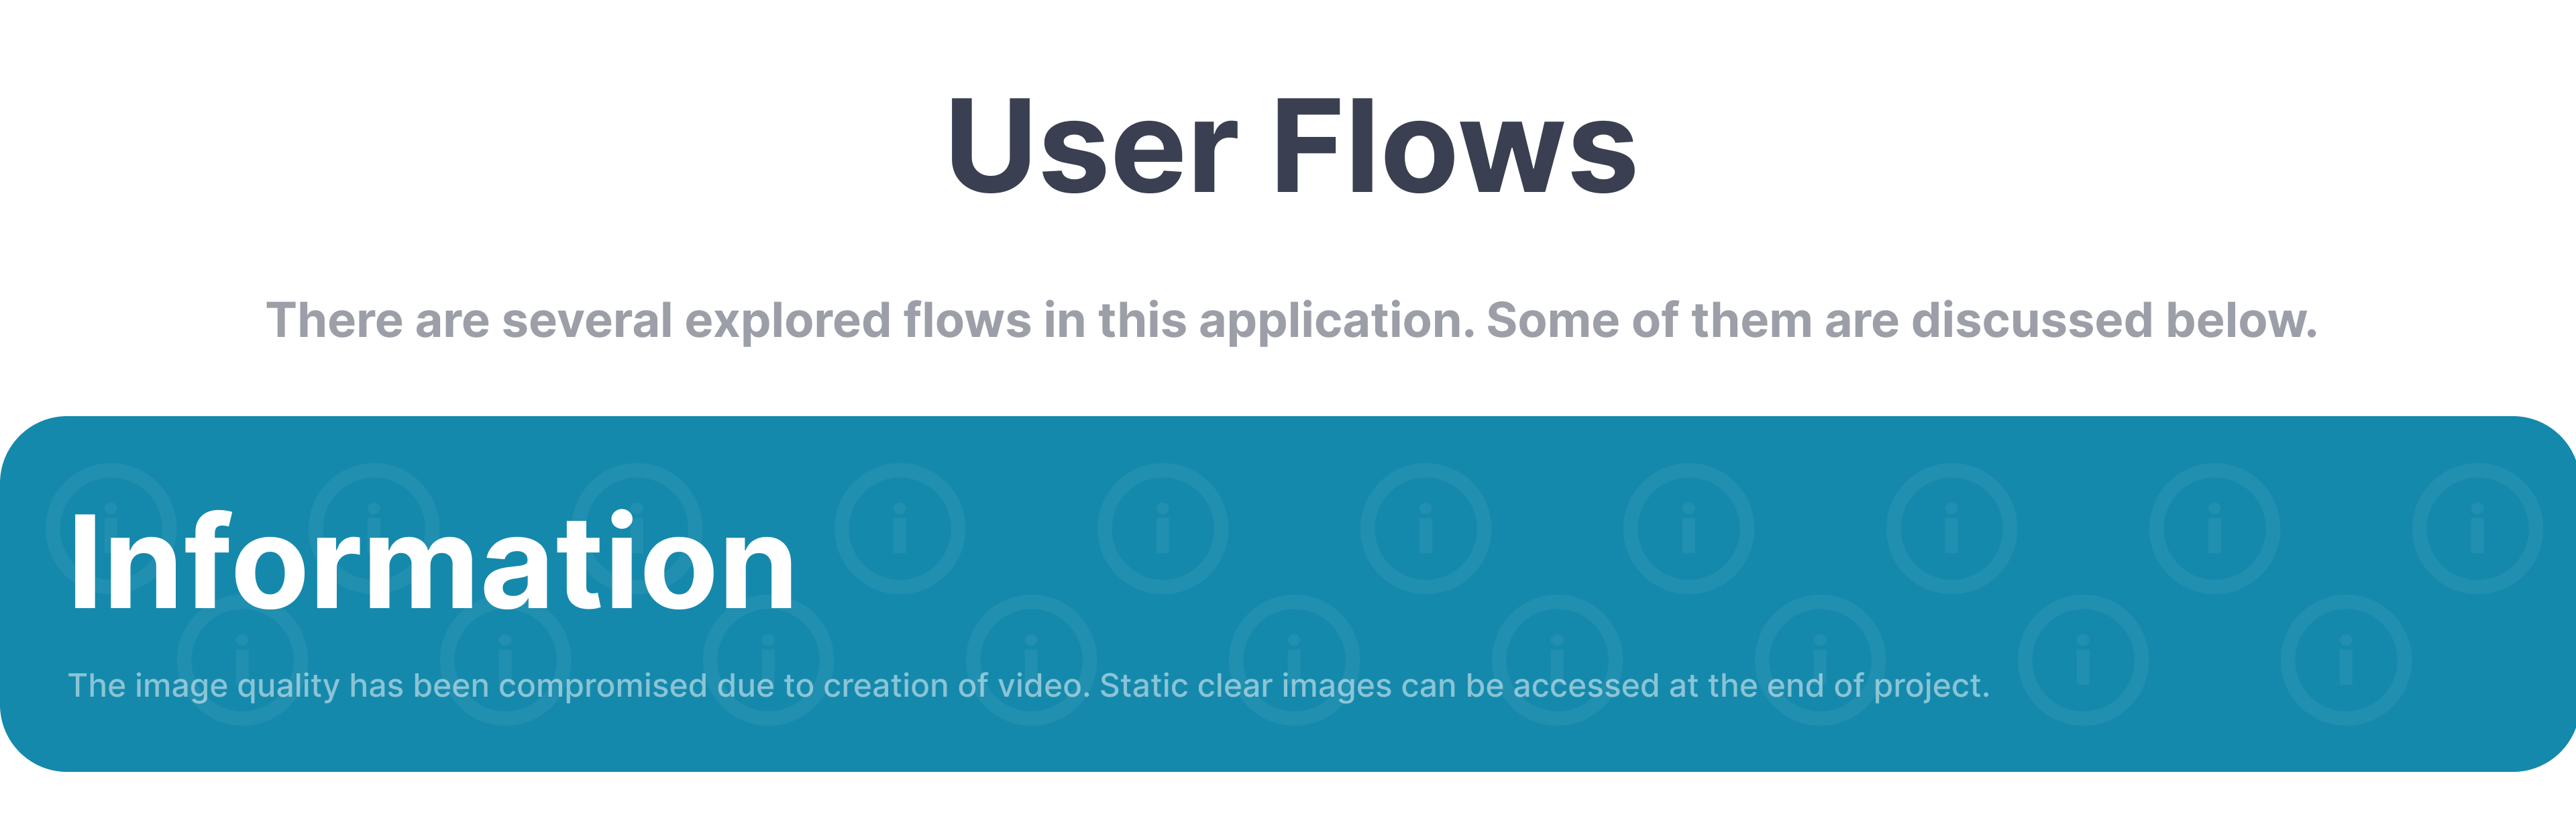 User Flows
There are several explored flows in this application. Some of them are discussed below.
Information
The image quality has been compromised due to creation of video. Static clear images can be accessed at the end of project.